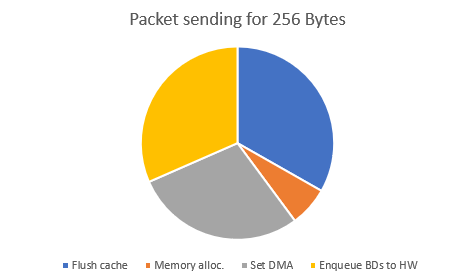 Packet sending for 256 Bytes
Flush cache Memory alloc. Set DMA Enqueue BDs to HW